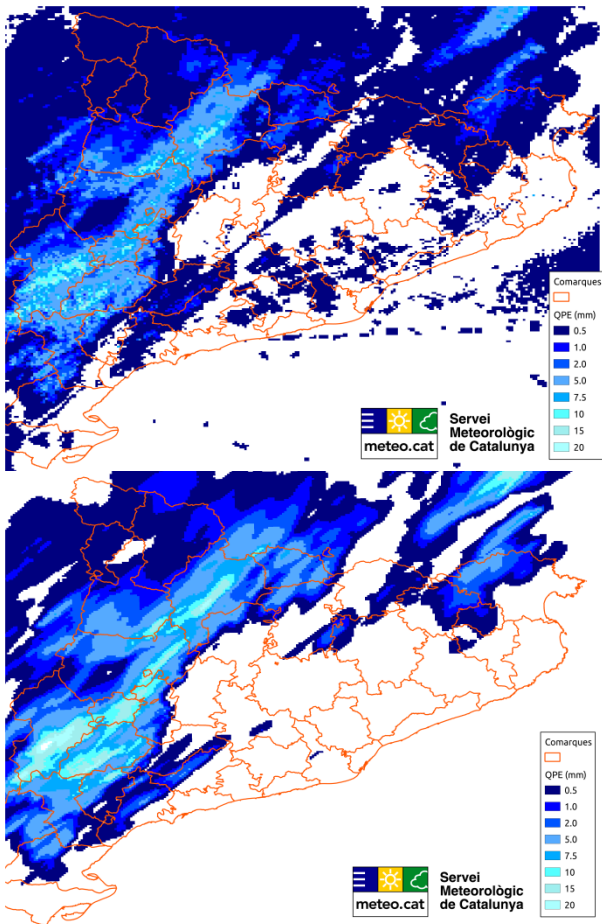 Comarques
QPE (mm)
0.5
1.0
2.0
5.0
7.5
10
15
20
meteo.cat
Servei
Meteorològic
de Catalunya
Comarques
QPE (mm)
0.5
1.0
2.0
5.0
7.5
10
15
20
meteo.cat
Servei
Meteorològic
de Catalunya